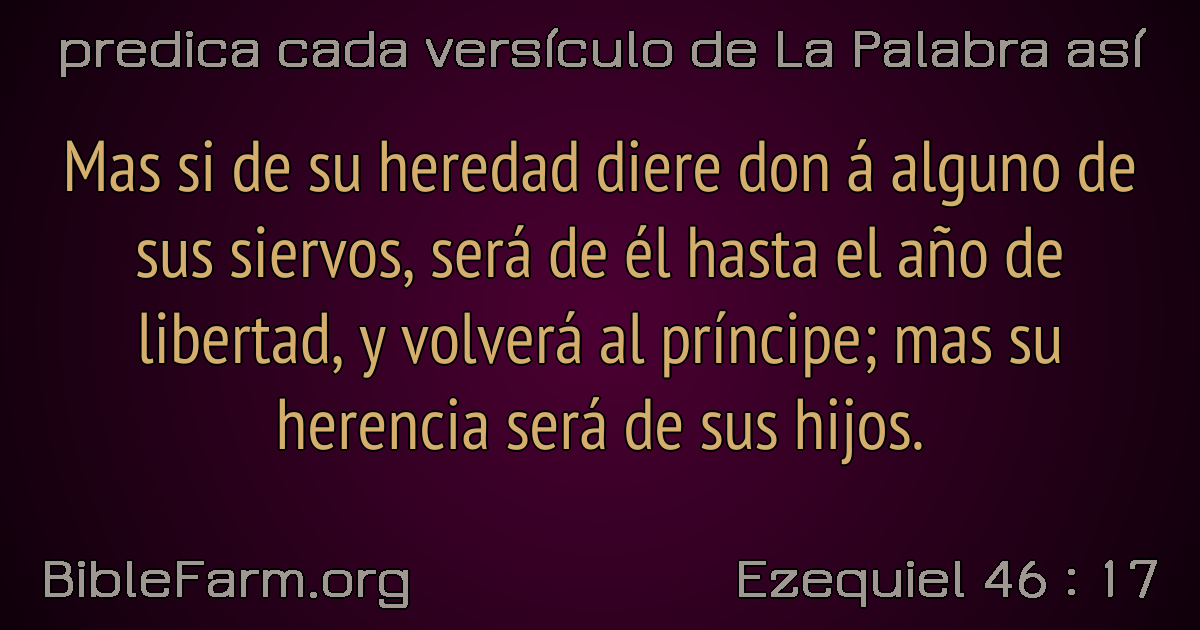 predica cada versículo de La Palabra así
Mas si de su heredad diere don á alguno de
sus siervos, será de él hasta el año de
libertad, y volverá al príncipe; mas su
herencia será de sus hijos.
BibleFarm.org
Ezequiel 46 : 17